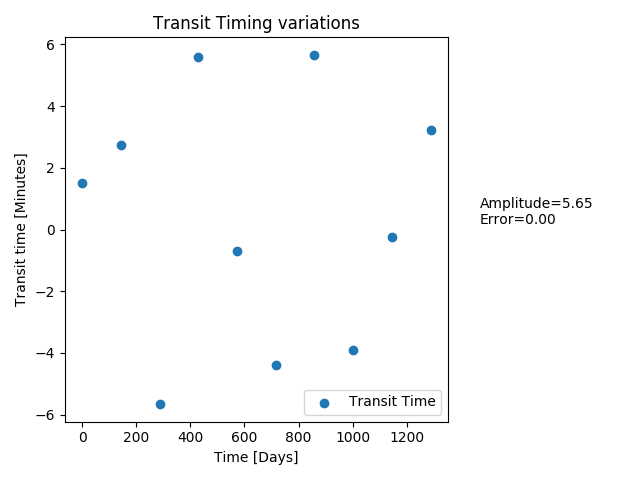 Transit Timing variations
6
4
2
0
−2
−4
−6
Transit time [Minutes]
Amplitude=5.65
Error=0.00
Transit Time
0
200
400
600
800
1000
1200
Time [Days]